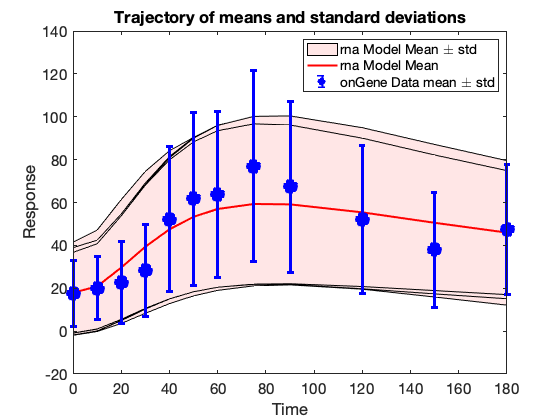 Trajectory of means and standard deviations
rna Model Mean ± std
rna Model Mean
onGene Data mean ± std
Response
140
120
100
80
60
40
20
0
-20
0 20 40 60 80 100 120 140 160 180
Time